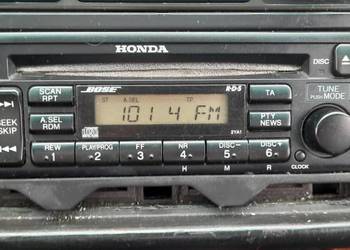 HONDA
DISC
SCAN
RPT
BOSE
R·D·S
TA
TUNE
PUSH MODE
ST A.SEL TP
101.4 FM
A.SEL
RDM
PTY
NEWS
SEEK
SKIP
2YA1
REW PLAY/PROG FF NR DISC- DISC+
1 2 3 4 5 6
H M R
CLOCK